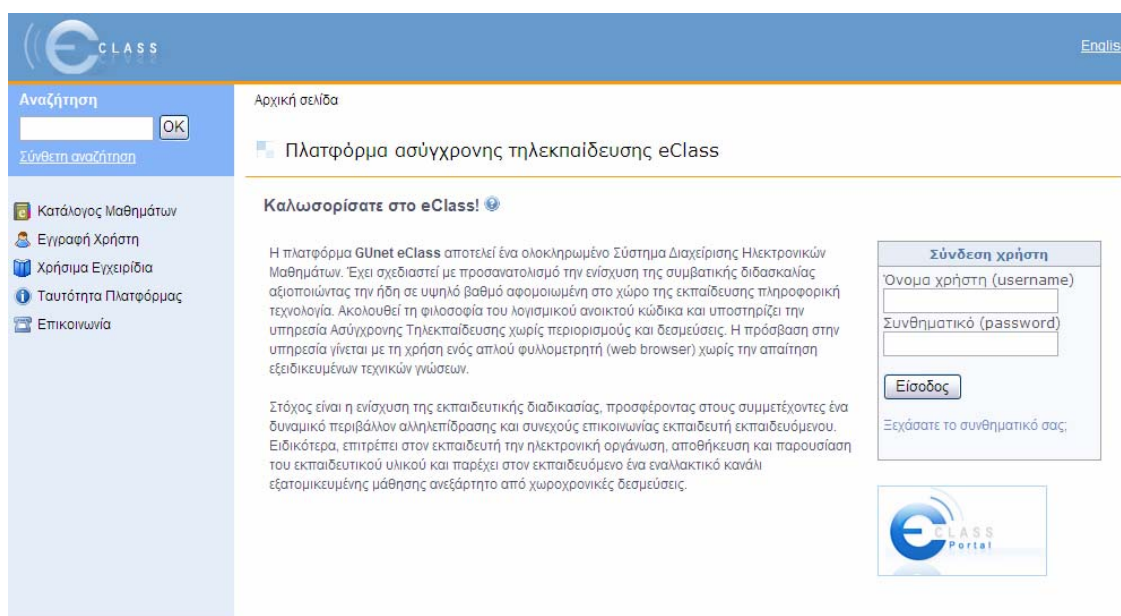 CLASS
Englis
Αναζήτηση
OK
Σύνθετη αναζήτηση
Αρχική σελίδα
Πλατφόρμα ασύγχρονης τηλεκπαίδευσης eClass
Κατάλογος Μαθημάτων
Εγγραφή Χρήστη
Χρήσιμα Εγχειρίδια
Ταυτότητα Πλατφόρμας
Επικοινωνία
Καλωσορίσατε στο eClass!
Η πλατφόρμα GUnet eClass αποτελεί ένα ολοκληρωμένο Σύστημα Διαχείρισης Ηλεκτρονικών
Μαθημάτων. Έχει σχεδιαστεί με προσανατολισμό την ενίσχυση της συμβατικής διδασκαλίας
αξιοποιώντας την ήδη σε υψηλό βαθμό αφομοιωμένη στο χώρο της εκπαίδευσης πληροφορική
τεχνολογία. Ακολουθεί τη φιλοσοφία του λογισμικού ανοικτού κώδικα και υποστηρίζει την
υπηρεσία Ασύγχρονης Τηλεκπαίδευσης χωρίς περιορισμούς και δεσμεύσεις. Η πρόσβαση στην
υπηρεσία γίνεται με τη χρήση ενός απλού φυλλομετρητή (web browser) χωρίς την απαίτηση
εξειδικευμένων τεχνικών γνώσεων.
Στόχος είναι η ενίσχυση της εκπαιδευτικής διαδικασίας, προσφέροντας στους συμμετέχοντες ένα
δυναμικό περιβάλλον αλληλεπίδρασης και συνεχούς επικοινωνίας εκπαιδευτή εκπαιδευόμενου.
Ειδικότερα, επιτρέπει στον εκπαιδευτή την ηλεκτρονική οργάνωση, αποθήκευση και παρουσίαση
του εκπαιδευτικού υλικού και παρέχει στον εκπαιδευόμενο ένα εναλλακτικό κανάλι
εξατομικευμένης μάθησης ανεξάρτητο από χωροχρονικές δεσμεύσεις.
Σύνδεση χρήστη
Όνομα χρήστη (username)
Συνθηματικό (password)
Είσοδος
Ξεχάσατε το συνθηματικό σας;
CLASS
Portal